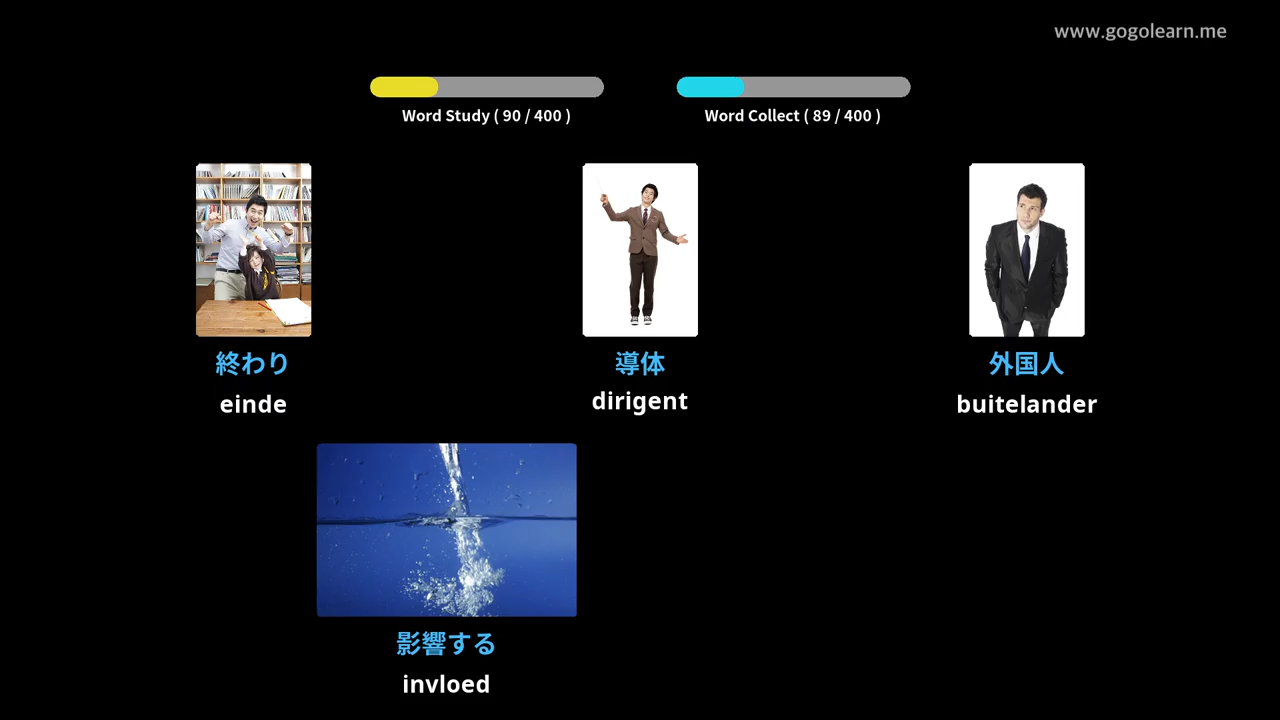 www.gogolearn.me
Word Study ( 90 / 400 )
Word Collect ( 89 / 400 )
終わり
einde
導体
dirigent
外国人
buitelander
影響する
invloed